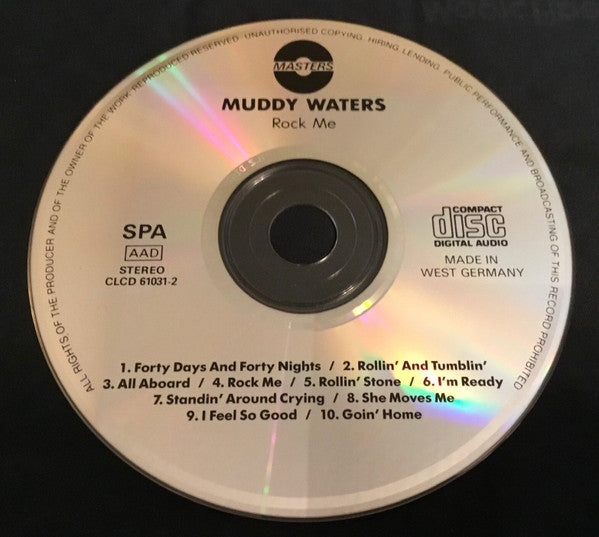 ALL RIGHTS OF THE PRODUCER AND OF THE OWNER OF THE WORK REPRODUCED RESERVED. UNAUTHORISED COPYING, HIRING, LENDING, PUBLIC PERFORMANCE AND BROADCASTING OF THIS RECORD PROHIBITED
MASTERS
MUDDY WATERS
Rock Me
SPA
AAD
STEREO
CLCD 61031-2
COMPACT
disc
DIGITAL AUDIO
MADE IN
WEST GERMANY
1. Forty Days And Forty Nights / 2. Rollin' And Tumblin'
3. All Aboard / 4. Rock Me / 5. Rollin' Stone / 6. I'm Ready
7. Standin' Around Crying / 8. She Moves Me
9. I Feel So Good / 10. Goin' Home